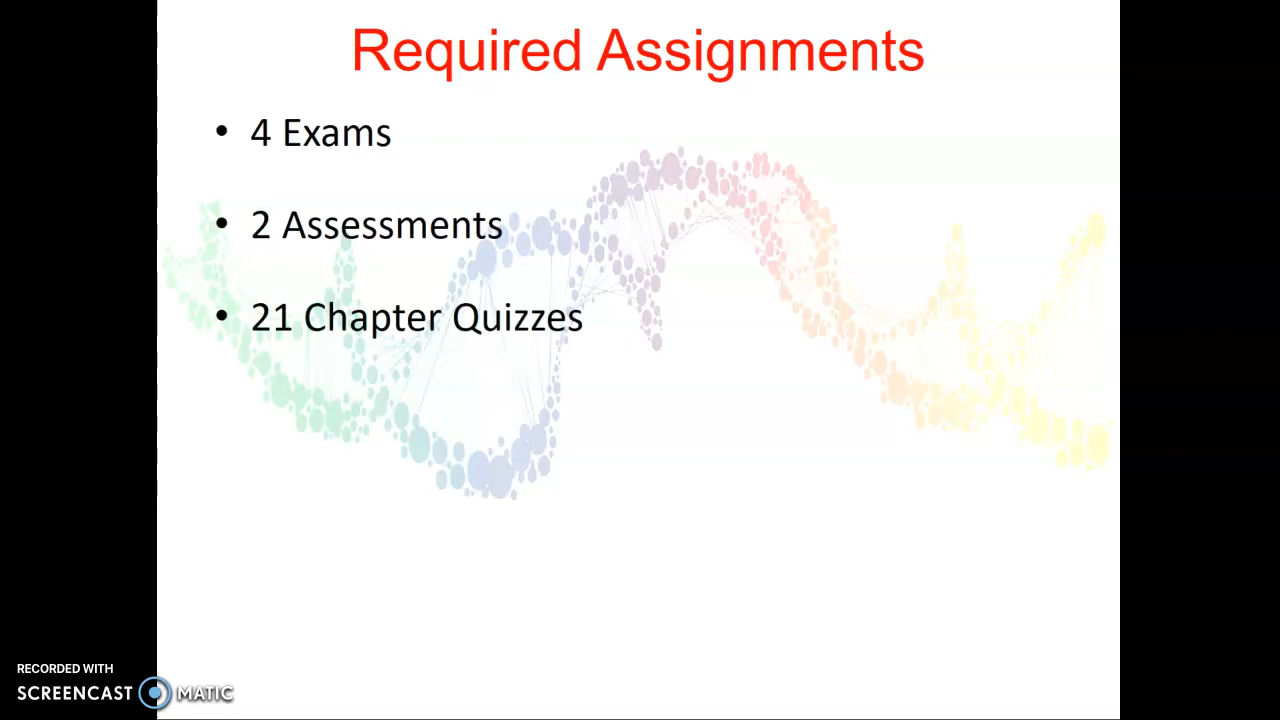 Required Assignments
• 4 Exams
• 2 Assessments
• 21 Chapter Quizzes
RECORDED WITH
SCREENCAST MATIC